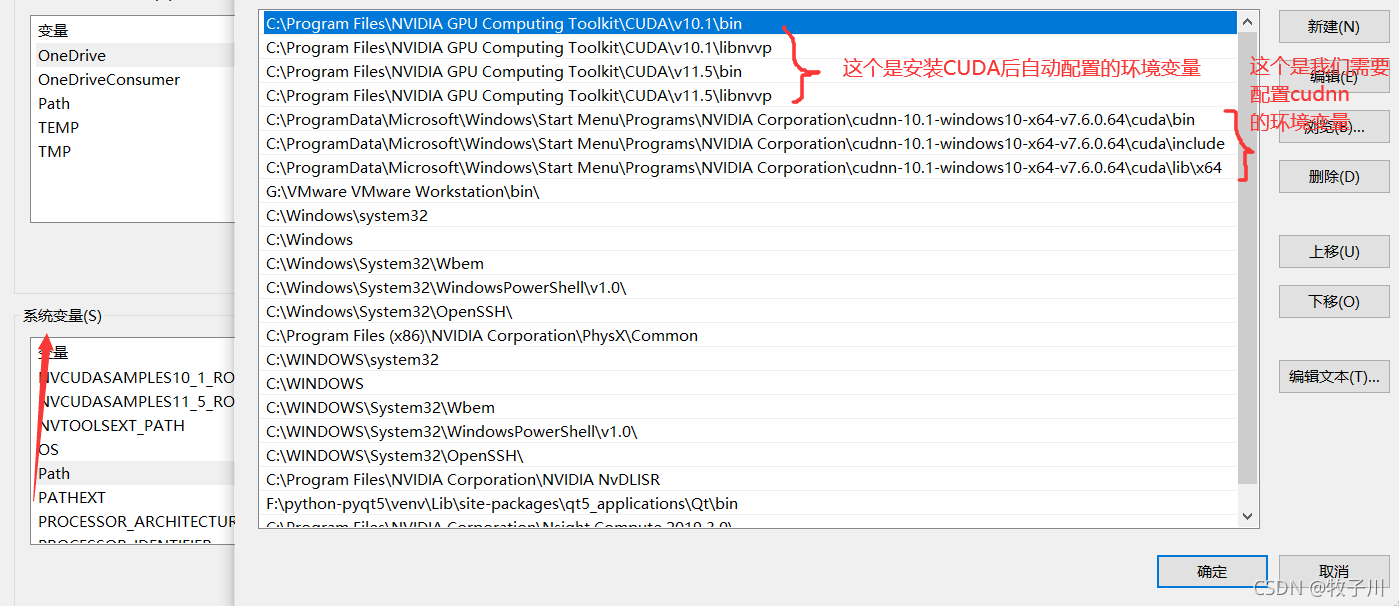 变量
OneDrive
OneDriveConsumer
Path
TEMP
TMP
系统变量(S)
变量
NVCUDASAMPLES10_1_RO
NVCUDASAMPLES11_5_RO
NVTOOLSEXT_PATH
OS
Path
PATHEXT
PROCESSOR_ARCHITECTUR
PROCESSOR_IDENTIFIER
C:\Program Files\NVIDIA GPU Computing Toolkit\CUDA\v10.1\bin
C:\Program Files\NVIDIA GPU Computing Toolkit\CUDA\v10.1\libnvvp
C:\Program Files\NVIDIA GPU Computing Toolkit\CUDA\v11.5\bin
C:\Program Files\NVIDIA GPU Computing Toolkit\CUDA\v11.5\libnvvp
C:\ProgramData\Microsoft\Windows\Start Menu\Programs\NVIDIA Corporation\cudnn-10.1-windows10-x64-v7.6.0.64\cuda\bin
C:\ProgramData\Microsoft\Windows\Start Menu\Programs\NVIDIA Corporation\cudnn-10.1-windows10-x64-v7.6.0.64\cuda\include
C:\ProgramData\Microsoft\Windows\Start Menu\Programs\NVIDIA Corporation\cudnn-10.1-windows10-x64-v7.6.0.64\cuda\lib\x64
G:\VMware VMware Workstation\bin\
C:\Windows\system32
C:\Windows
C:\Windows\System32\Wbem
C:\Windows\System32\WindowsPowerShell\v1.0\
C:\Windows\System32\OpenSSH\
C:\Program Files (x86)\NVIDIA Corporation\PhysX\Common
C:\WINDOWS\system32
C:\WINDOWS
C:\WINDOWS\System32\Wbem
C:\WINDOWS\System32\WindowsPowerShell\v1.0\
C:\WINDOWS\System32\OpenSSH\
C:\Program Files\NVIDIA Corporation\NVIDIA NvDLISR
F:\python-pyqt5\venv\Lib\site-packages\qt5_applications\Qt\bin
C:\Program Files\NVIDIA Corporation\Nsight Compute 2019.3.0\
这个是安装CUDA后自动配置的环境变量
这个是我们需要
配置cudnn
的环境变量
新建(N)
编辑(E)
浏览(B)...
删除(D)
上移(U)
下移(O)
编辑文本(T)...
确定
取消
CSDN @牧子川